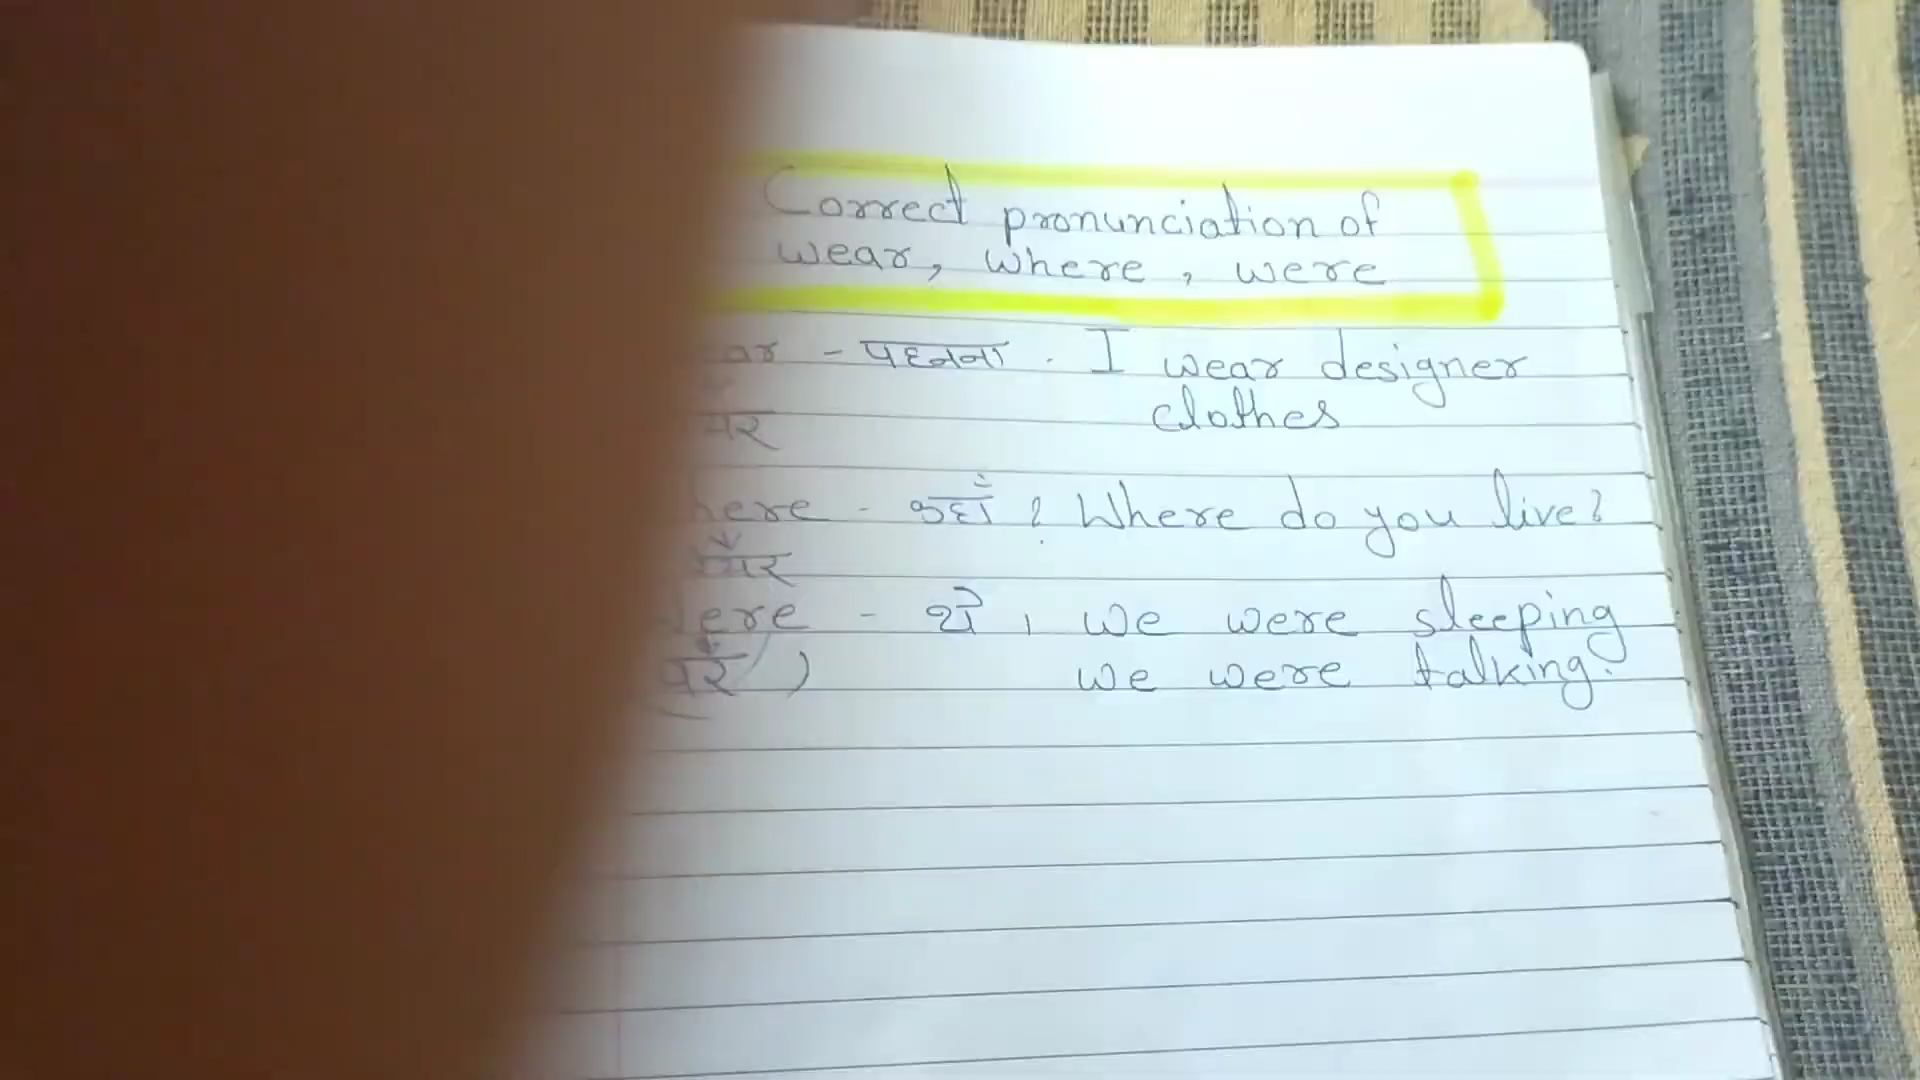 Correct pronunciation of
wear, where, were
पहनना. I wear designer
clothes
कहाँ? Where do you live?
थे, we were sleeping
we were talking.